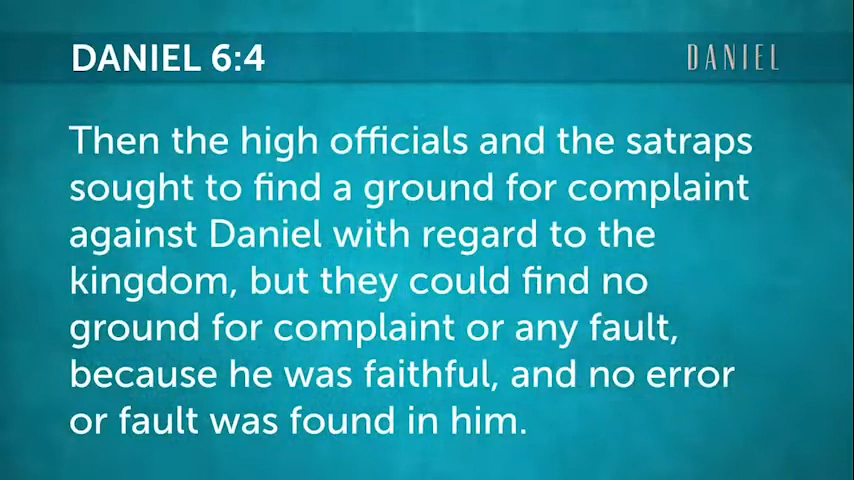 DANIEL 6:4
DANIEL
Then the high officials and the satraps
sought to find a ground for complaint
against Daniel with regard to the
kingdom, but they could find no
ground for complaint or any fault,
because he was faithful, and no error
or fault was found in him.